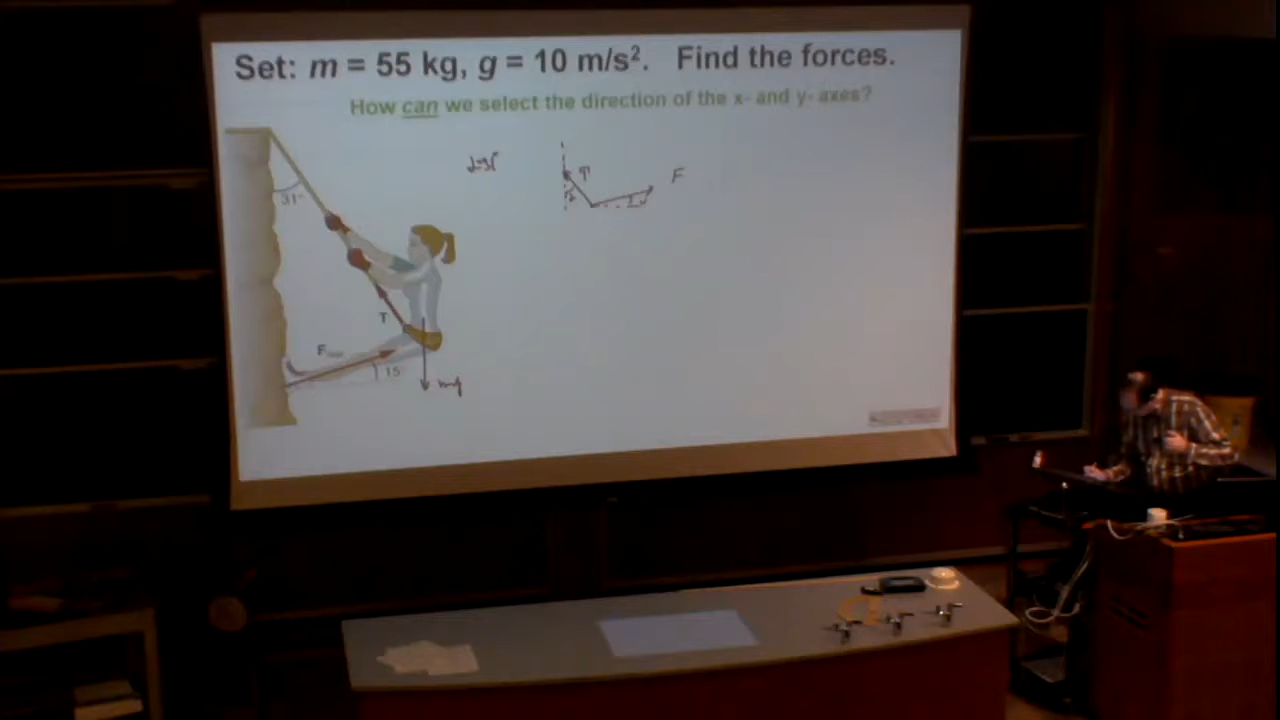 Set: m = 55 kg, g = 10 m/s². Find the forces.
How can we select the direction of the x- and y- axes?
31°
T
F
T
F
15
mg